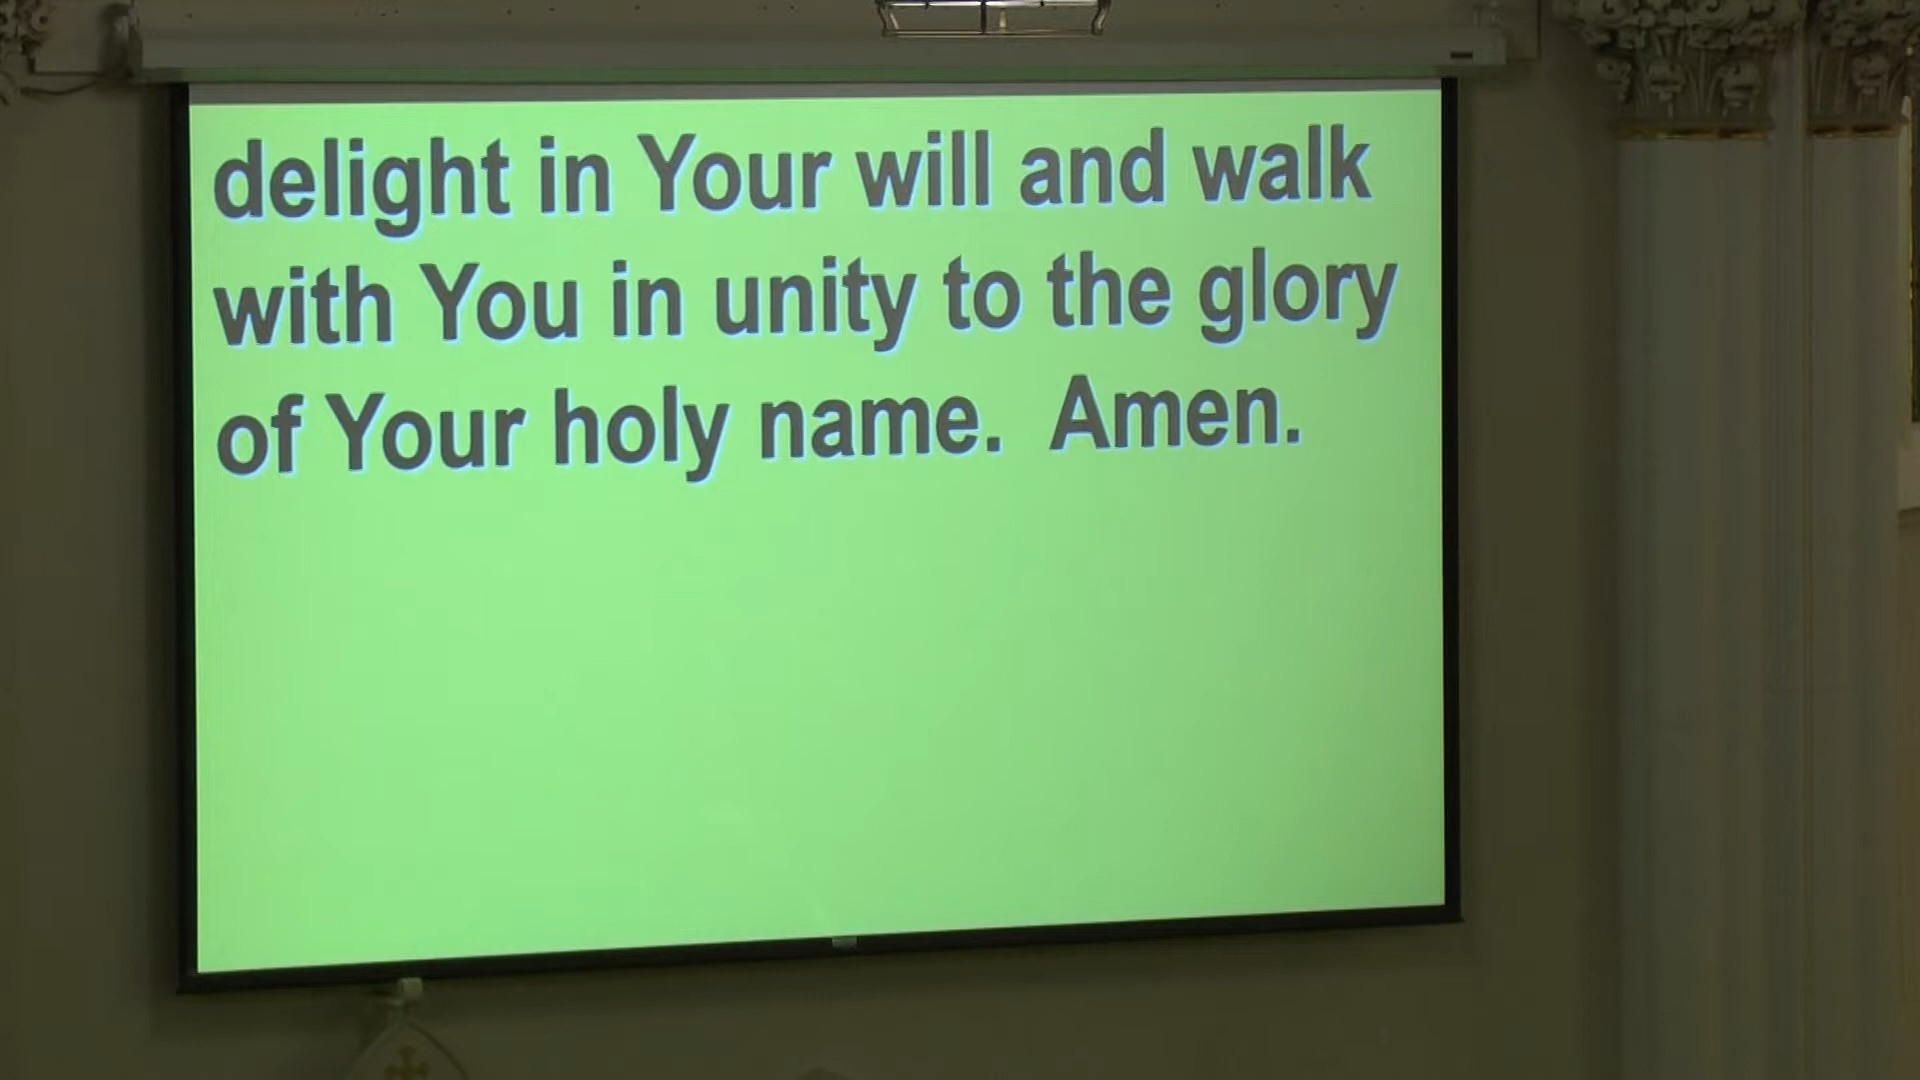 delight in Your will and walk
with You in unity to the glory
of Your holy name.  Amen.